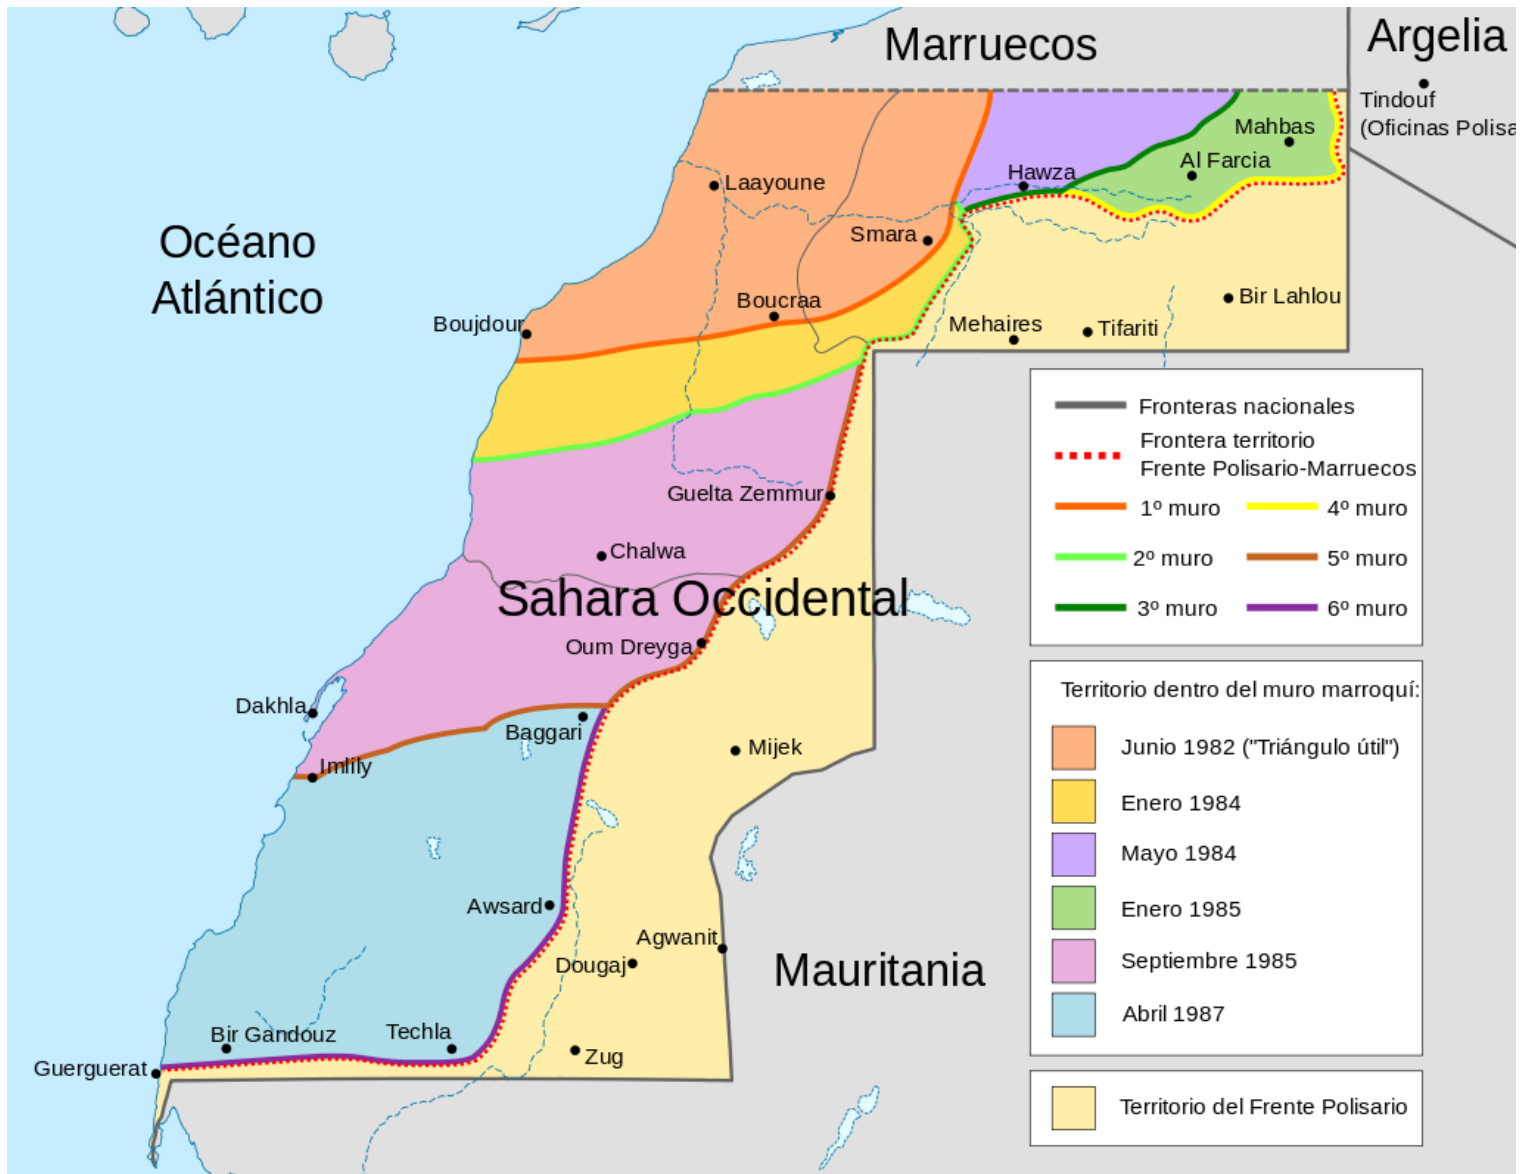 Marruecos
Argelia
Tindouf
(Oficinas Polisa
Mahbas
Al Farcia
Hawza
Laayoune
Smara
Océano
Atlántico
Boucraa
Boujdour
Bir Lahlou
Mehaires
Tifariti
Guelta Zemmur
Chalwa
Sahara Occidental
Oum Dreyga
Dakhla
Baggari
Imlily
Mijek
Awsard
Agwanit
Dougaj
Mauritania
Bir Gandouz
Techla
Zug
Guerguerat
Fronteras nacionales
Frontera territorio
Frente Polisario-Marruecos
1º muro
4º muro
2º muro
5º muro
3º muro
6º muro
Territorio dentro del muro marroquí:
Junio 1982 ("Triángulo útil")
Enero 1984
Mayo 1984
Enero 1985
Septiembre 1985
Abril 1987
Territorio del Frente Polisario